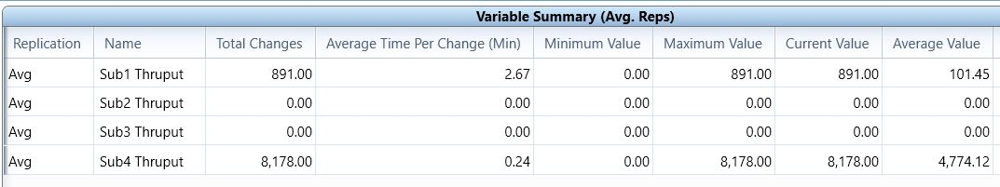 Variable Summary (Avg. Reps)
Replication Name Total Changes Average Time Per Change (Min) Minimum Value Maximum Value Current Value Average Value
Avg Sub1 Thruput 891.00 2.67 0.00 891.00 891.00 101.45
Avg Sub2 Thruput 0.00 0.00 0.00 0.00 0.00 0.00
Avg Sub3 Thruput 0.00 0.00 0.00 0.00 0.00 0.00
Avg Sub4 Thruput 8,178.00 0.24 0.00 8,178.00 8,178.00 4,774.12